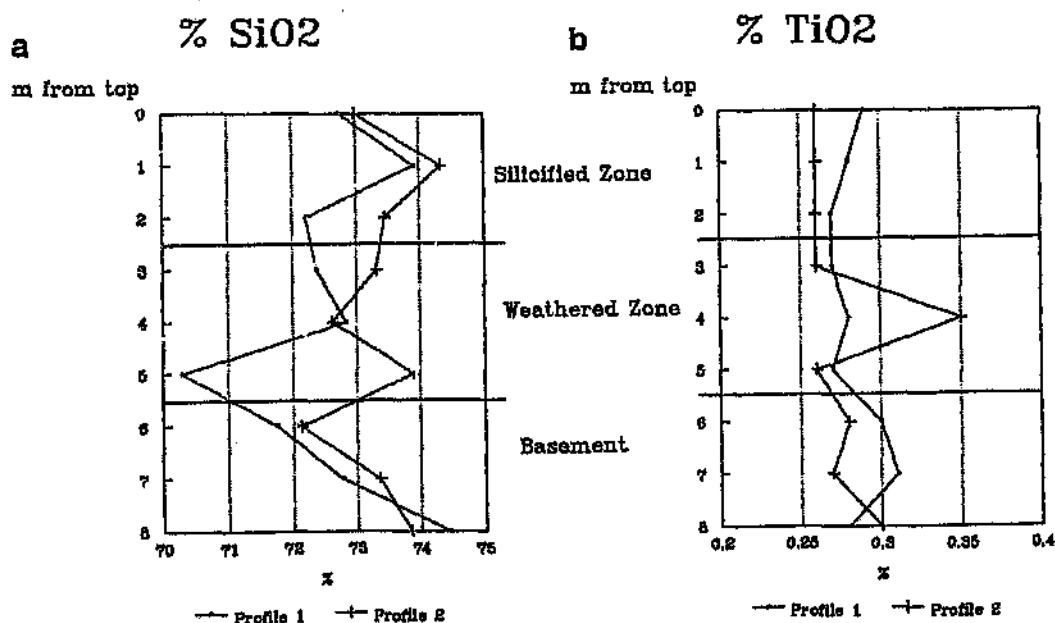 a % SiO2
m from top
0
1
2
3
4
5
6
7
8
70 71 72 73 74 75
%
Profile 1 Profile 2
Silicified Zone
Weathered Zone
Basement
b % TiO2
m from top
0
1
2
3
4
5
6
7
8
0.2 0.25 0.3 0.35 0.4
%
Profile 1 Profile 2